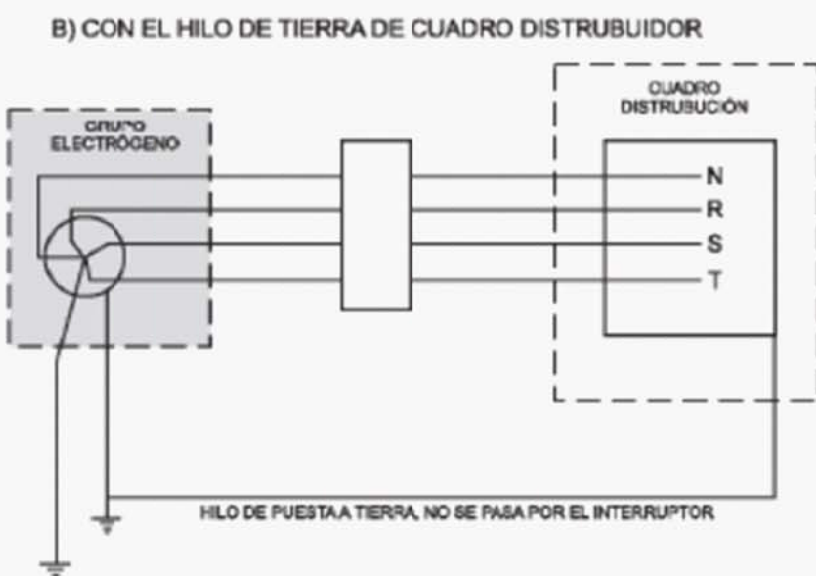 B) CON EL HILO DE TIERRA DE CUADRO DISTRUBUIDOR
CUADRO
DISTRUBUCIÓN
GRUPO
ELECTRÓGENO
N
R
S
T
HILO DE PUESTA A TIERRA, NO SE PASA POR EL INTERRUPTOR